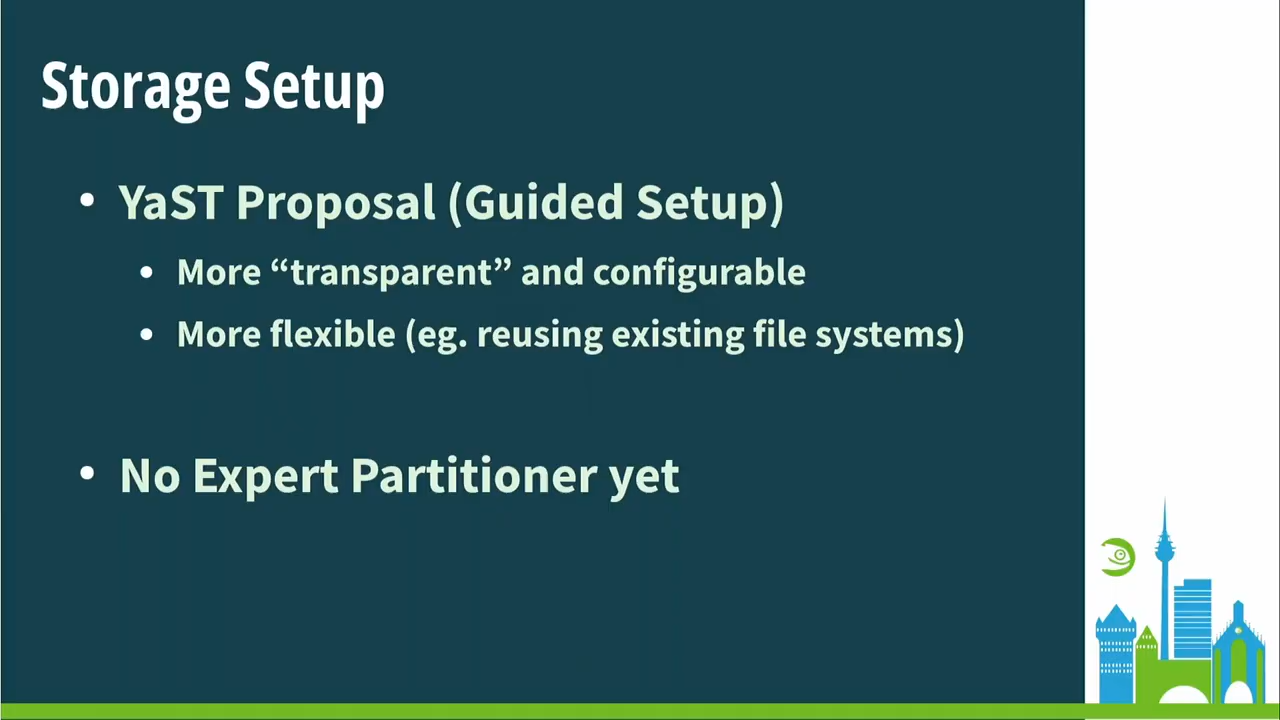 Storage Setup
• YaST Proposal (Guided Setup)
• More “transparent” and configurable
• More flexible (eg. reusing existing file systems)
• No Expert Partitioner yet